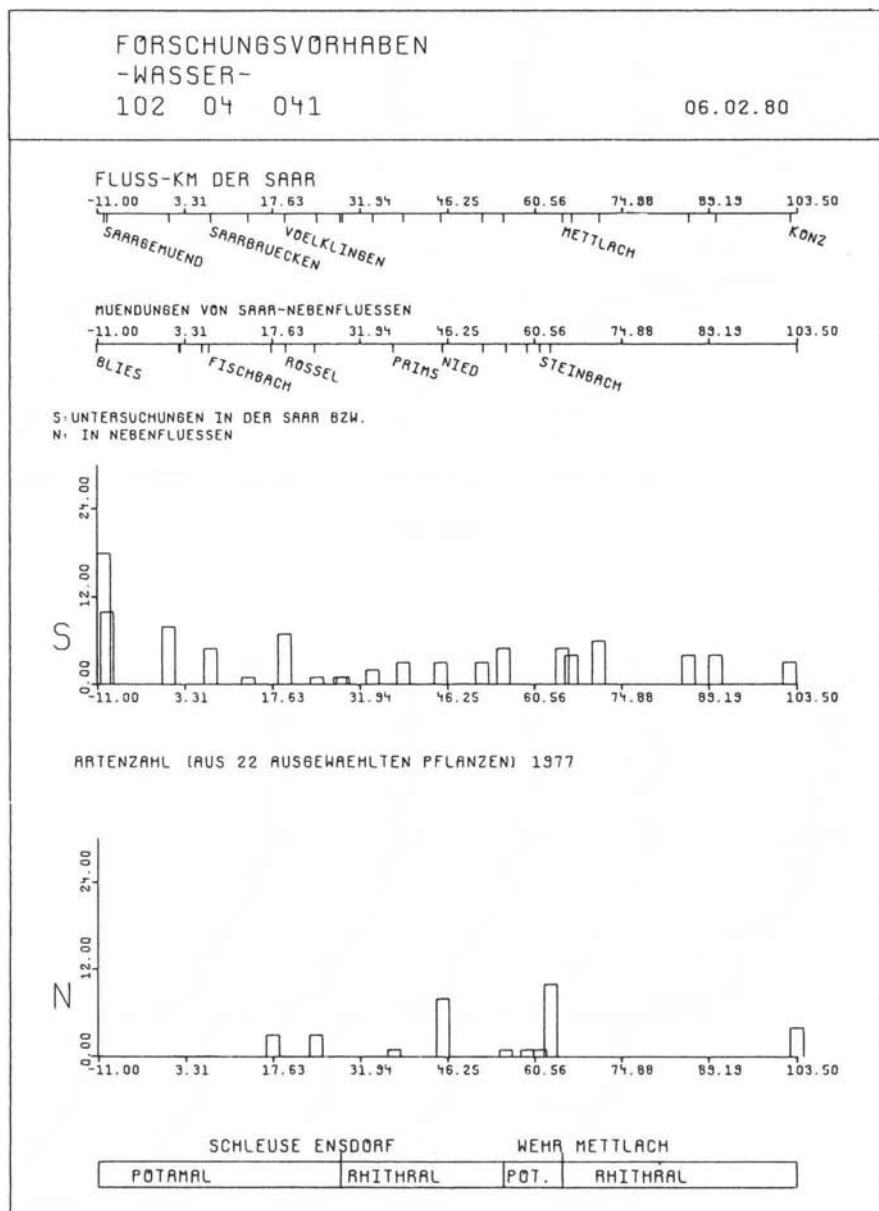 FORSCHUNGSVORHABEN
-WASSER-
102 04 041
06.02.80
FLUSS-KM DER SAAR
-11.00 3.31 17.63 31.94 46.25 60.56 74.88 89.19 103.50
SAARGEMUEND SAARBRUECKEN VOELKLINGEN METTLACH KONZ
MUENDUNGEN VON SAAR-NEBENFLUESSEN
-11.00 3.31 17.63 31.94 46.25 60.56 74.88 89.19 103.50
BLIES FISCHBACH ROSSEL PRIMS NIED STEINBACH
S: UNTERSUCHUNGEN IN DER SAAR BZW.
N: IN NEBENFLUESSEN
24.00
12.00
S
0.00
-11.00 3.31 17.63 31.94 46.25 60.56 74.88 89.19 103.50
ARTENZAHL (AUS 22 AUSGEWAEHLTEN PFLANZEN) 1977
24.00
12.00
N
0.00
-11.00 3.31 17.63 31.94 46.25 60.56 74.88 89.19 103.50
SCHLEUSE ENSDORF WEHR METTLACH
POTAMAL RHITHRAL POT. RHITHRAL